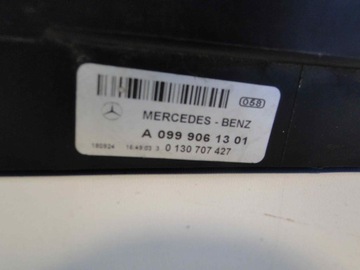 058
MERCEDES - BENZ
A 099 906 13 01
0 130 707 427